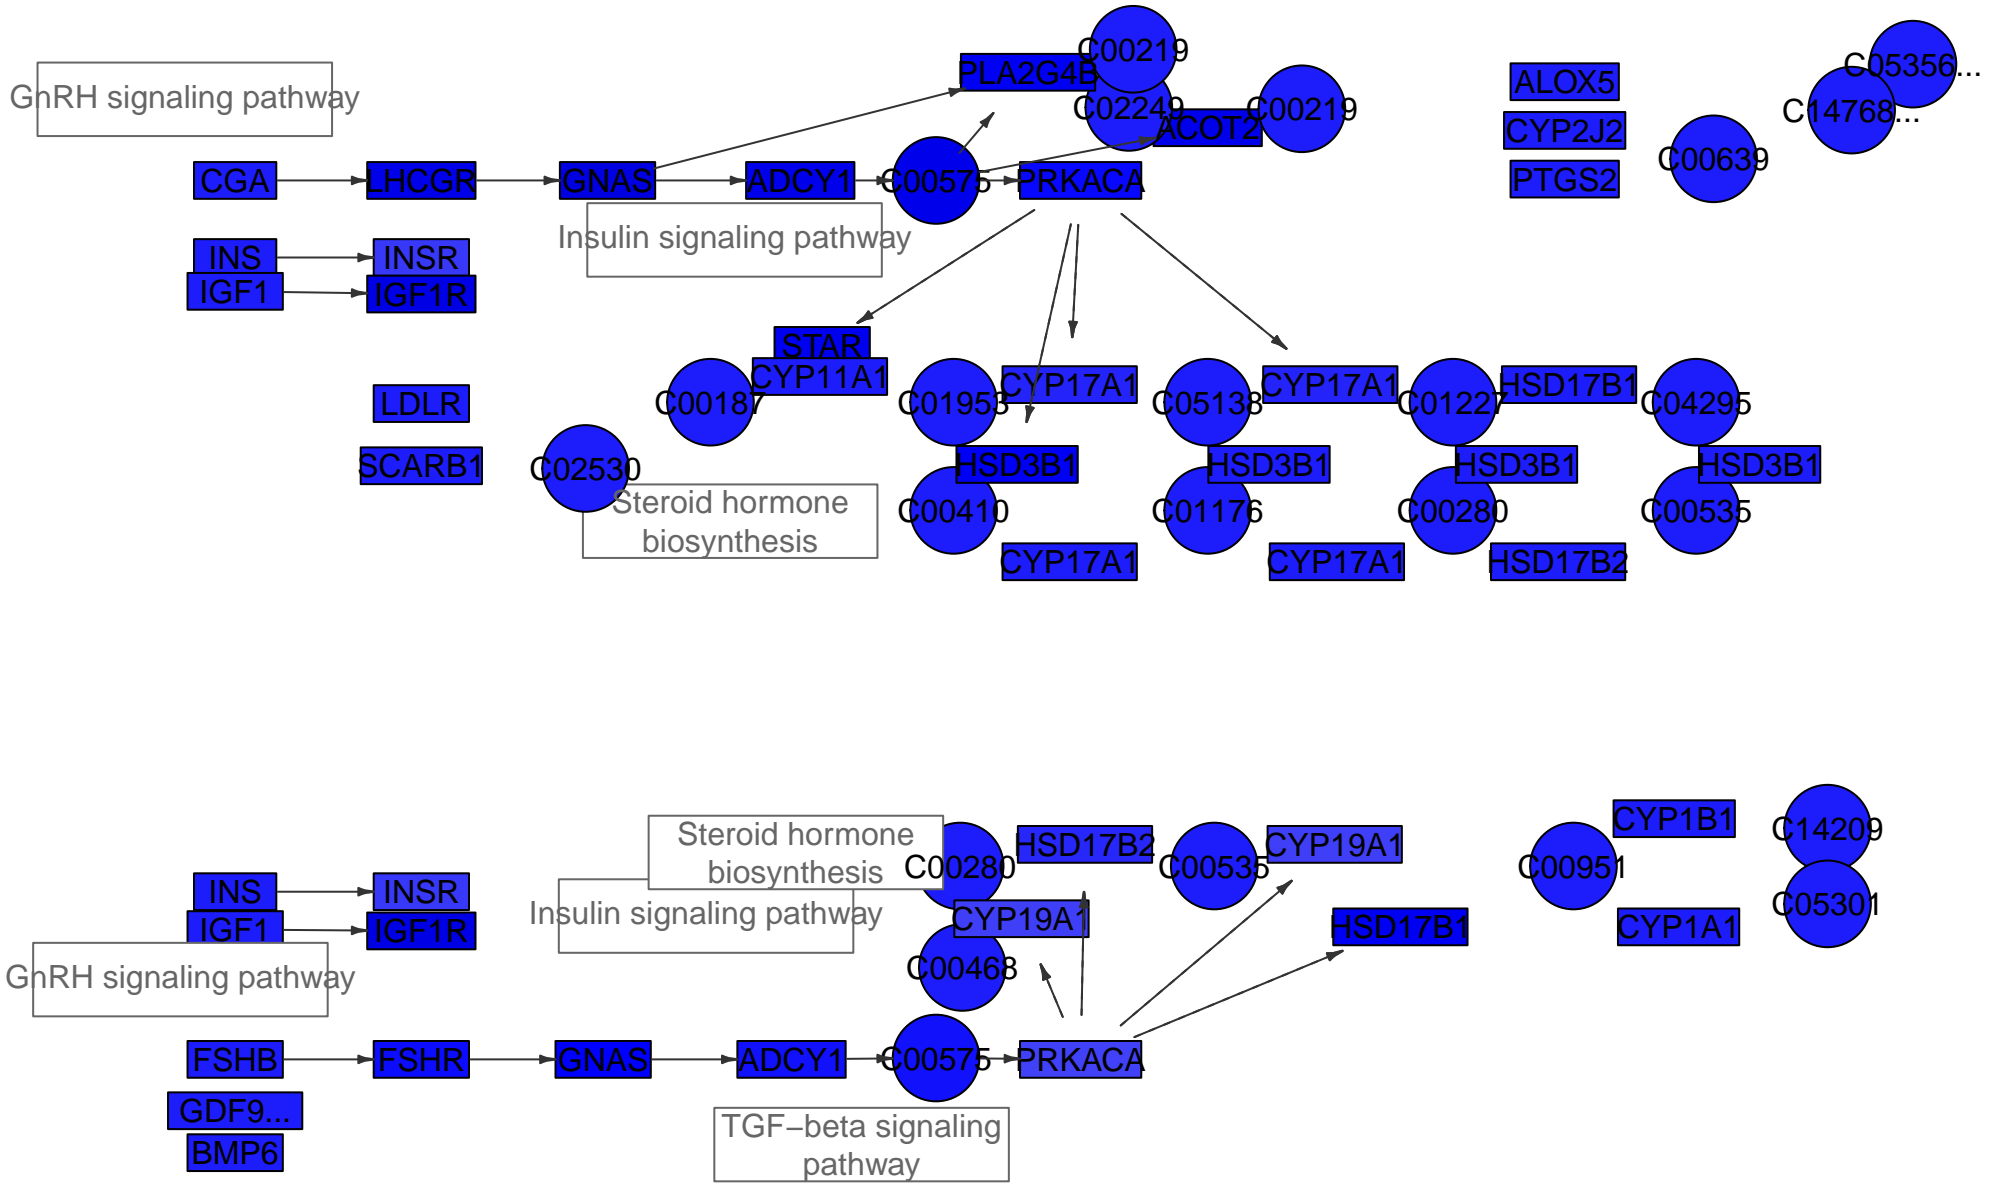 C00219
PLA2G4B
C05356...
GnRH signaling pathway
ALOX5
C02249
C00219
C14768...
ACOT2
CYP2J2
C00639
CGA
LHCGR
GNAS
ADCY1
C00575
PRKACA
PTGS2
Insulin signaling pathway
INS
INSR
IGF1
IGF1R
STAR
CYP11A1
CYP17A1
CYP17A1
HSD17B1
LDLR
C00187
C01953
C05138
C01227
C04295
SCARB1
C02530
HSD3B1
HSD3B1
HSD3B1
HSD3B1
Steroid hormone
biosynthesis
C00410
C01176
C00280
C00535
CYP17A1
CYP17A1
HSD17B2
CYP1B1
Steroid hormone
biosynthesis
HSD17B2
CYP19A1
C14209
C00280
C00535
C00951
INS
INSR
C05301
Insulin signaling pathway
CYP19A1
IGF1
IGF1R
HSD17B1
CYP1A1
GnRH signaling pathway
C00468
FSHB
FSHR
GNAS
ADCY1
C00575
PRKACA
GDF9...
TGF−beta signaling
pathway
BMP6